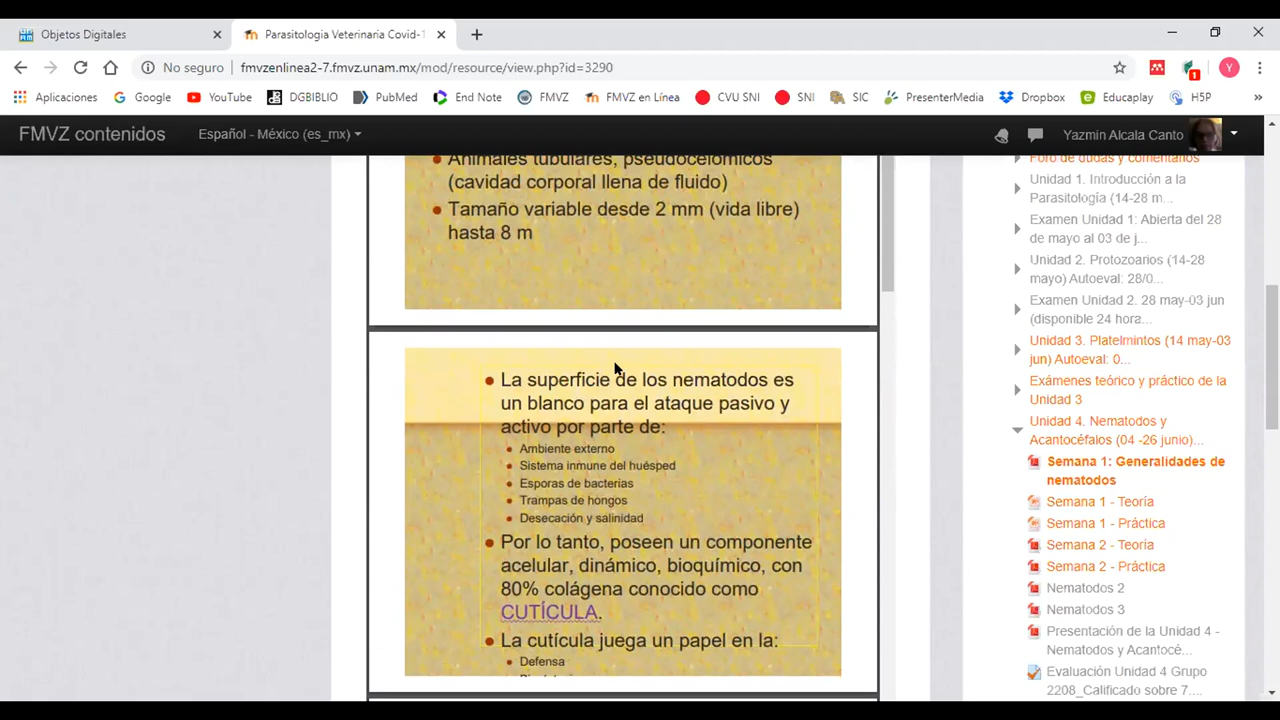 Objetos Digitales
Parasitologia Veterinaria Covid-1
No seguro
fmvzenlinea2-7.fmvz.unam.mx/mod/resource/view.php?id=3290
1
Y
Aplicaciones
Google
YouTube
DGBIBLIO
PubMed
End Note
FMVZ
FMVZ en Línea
CVU SNI
SNI
SIC
PresenterMedia
Dropbox
Educaplay
H5P
»
FMVZ contenidos
Español - México (es_mx)
Yazmin Alcala Canto
Animales tubulares, pseudocelómicos
(cavidad corporal llena de fluido)
Tamaño variable desde 2 mm (vida libre)
hasta 8 m
La superficie de los nematodos es
un blanco para el ataque pasivo y
activo por parte de:
Ambiente externo
Sistema inmune del huésped
Esporas de bacterias
Trampas de hongos
Desecación y salinidad
Por lo tanto, poseen un componente
acelular, dinámico, bioquímico, con
80% colágena conocido como
CUTÍCULA.
La cutícula juega un papel en la:
Defensa
Foro de dudas y comentarios
Unidad 1. Introducción a la
Parasitología (14-28 m...
Examen Unidad 1: Abierta del 28
de mayo al 03 de j...
Unidad 2. Protozoarios (14-28
mayo) Autoeval: 28/0...
Examen Unidad 2. 28 may-03 jun
(disponible 24 hora...
Unidad 3. Platelmintos (14 may-03
jun) Autoeval: 0...
Exámenes teórico y práctico de la
Unidad 3
Unidad 4. Nematodos y
Acantocéfalos (04 -26 junio)...
Semana 1: Generalidades de
nematodos
Semana 1 - Teoría
Semana 1 - Práctica
Semana 2 - Teoría
Semana 2 - Práctica
Nematodos 2
Nematodos 3
Presentación de la Unidad 4 -
Nematodos y Acantocé...
Evaluación Unidad 4 Grupo
2208_Calificado sobre 7....